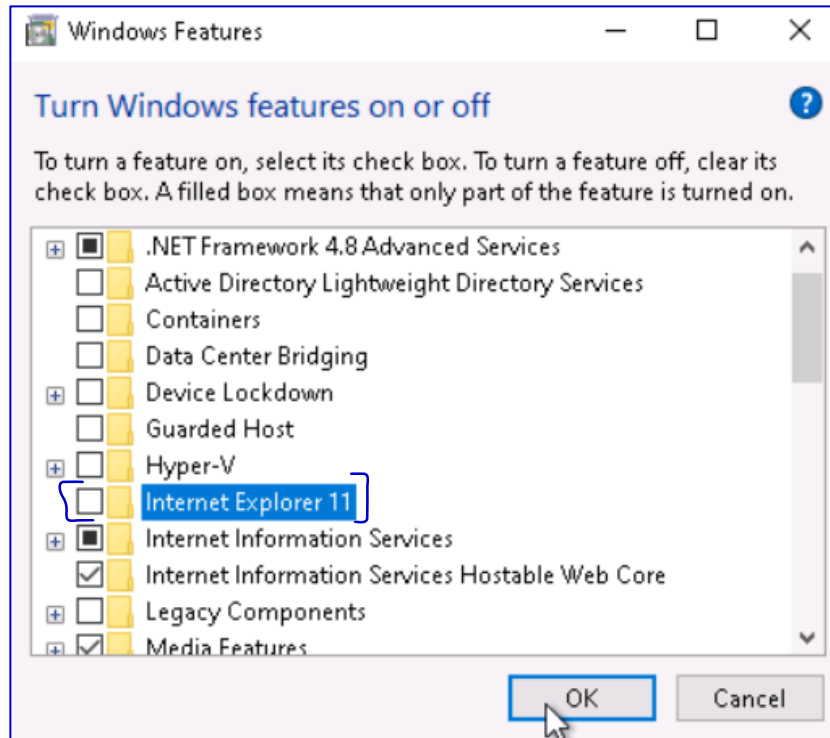 Windows Features
Turn Windows features on or off
?
To turn a feature on, select its check box. To turn a feature off, clear its
check box. A filled box means that only part of the feature is turned on.
.NET Framework 4.8 Advanced Services
Active Directory Lightweight Directory Services
Containers
Data Center Bridging
Device Lockdown
Guarded Host
Hyper-V
Internet Explorer 11
Internet Information Services
Internet Information Services Hostable Web Core
Legacy Components
Media Features
OK Cancel